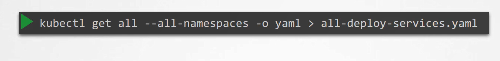 kubectl get all --all-namespaces -o yaml > all-deploy-services.yaml